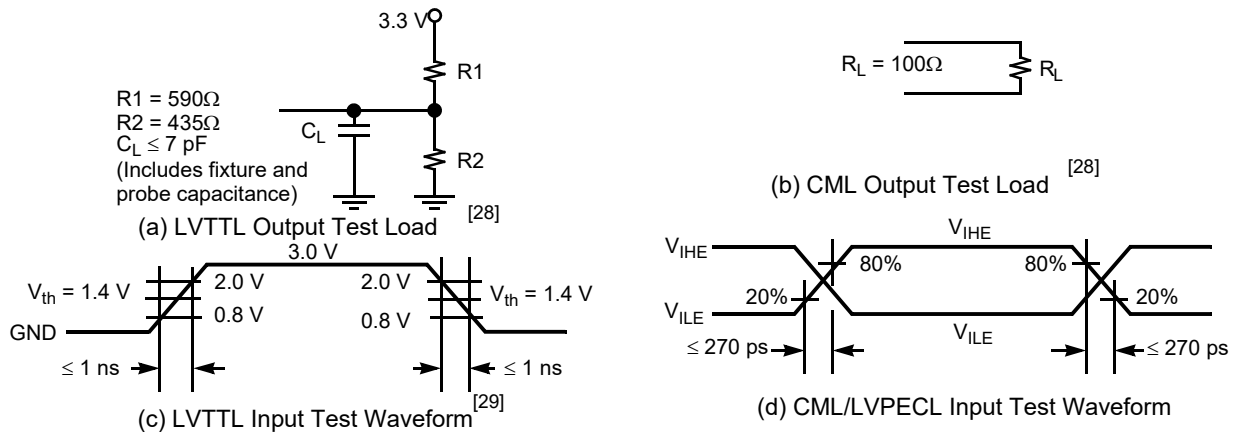 3.3 V
R1
R1 = 590Ω
R2 = 435Ω
C_L ≤ 7 pF
(Includes fixture and
probe capacitance)
C_L
R2
(a) LVTTL Output Test Load [28]
R_L = 100Ω
R_L
(b) CML Output Test Load [28]
3.0 V
2.0 V
2.0 V
V_th = 1.4 V
V_th = 1.4 V
0.8 V
0.8 V
GND
≤ 1 ns
≤ 1 ns
(c) LVTTL Input Test Waveform [29]
V_IHE
V_IHE
80%
80%
20%
20%
V_ILE
V_ILE
≤ 270 ps
≤ 270 ps
(d) CML/LVPECL Input Test Waveform